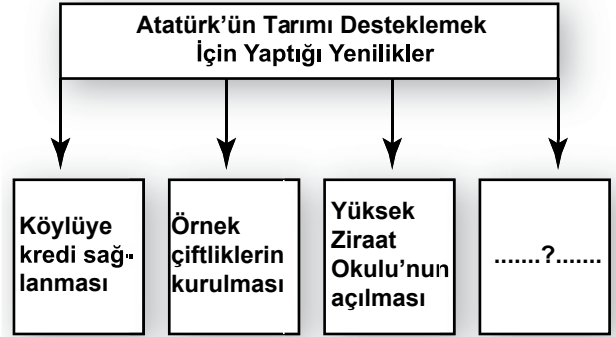 Atatürk'ün Tarımı Desteklemek
İçin Yaptığı Yenilikler
Köylüye
kredi sağ-
lanması
Örnek
çiftliklerin
kurulması
Yüksek
Ziraat
Okulu'nun
açılması
.......?.......